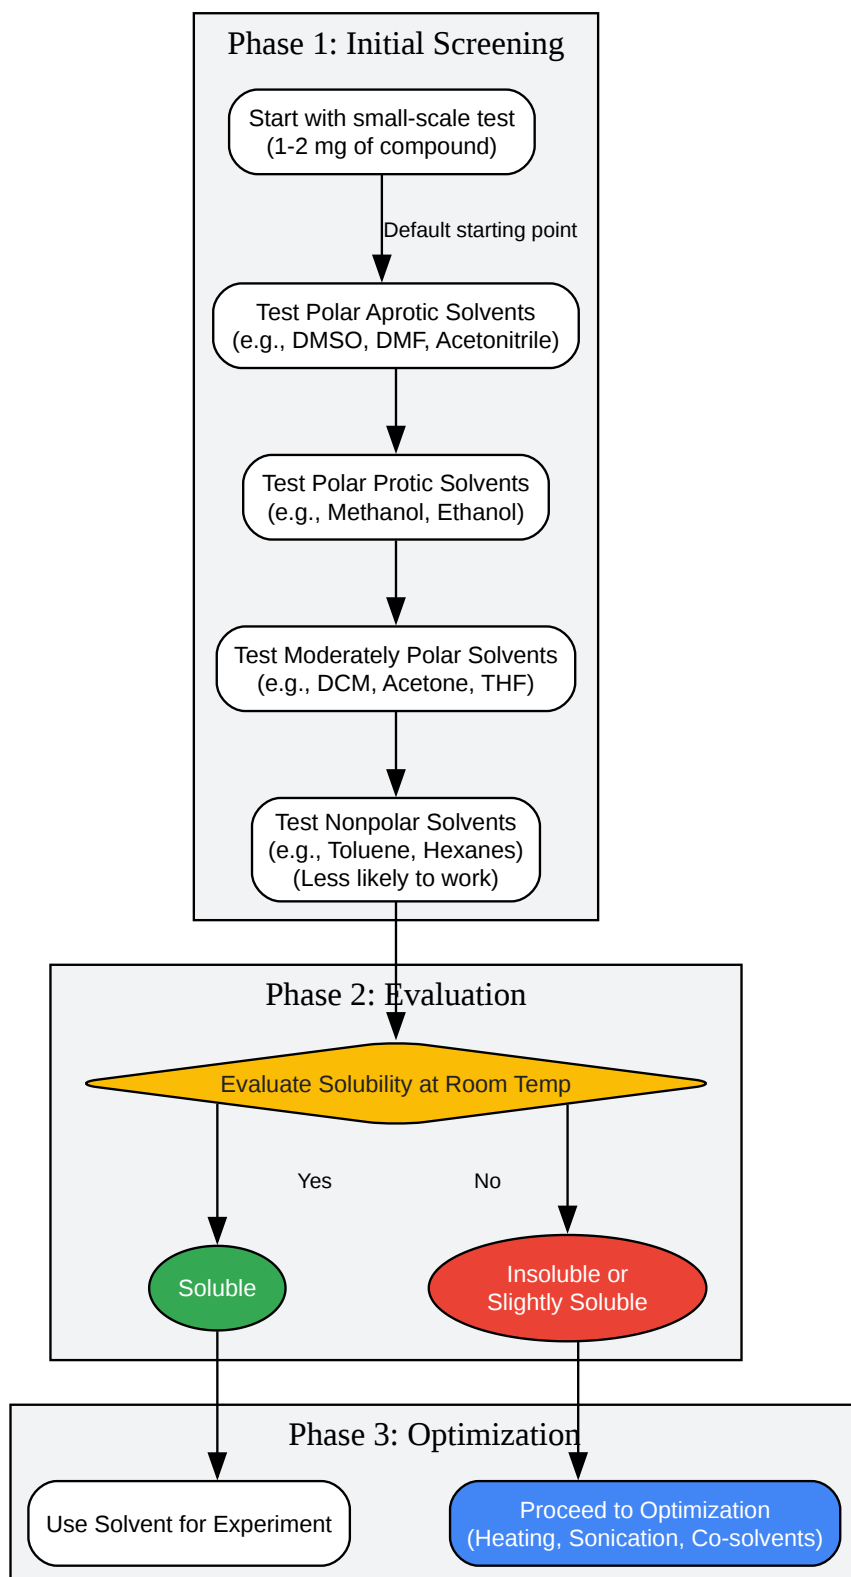 Phase 1: Initial Screening
Start with small-scale test
(1-2 mg of compound)
Default starting point
Test Polar Aprotic Solvents
(e.g., DMSO, DMF, Acetonitrile)
Test Polar Protic Solvents
(e.g., Methanol, Ethanol)
Test Moderately Polar Solvents
(e.g., DCM, Acetone, THF)
Test Nonpolar Solvents
(e.g., Toluene, Hexanes)
(Less likely to work)
Phase 2: Evaluation
Evaluate Solubility at Room Temp
Yes
No
Soluble
Insoluble or
Slightly Soluble
Phase 3: Optimization
Use Solvent for Experiment
Proceed to Optimization
(Heating, Sonication, Co-solvents)